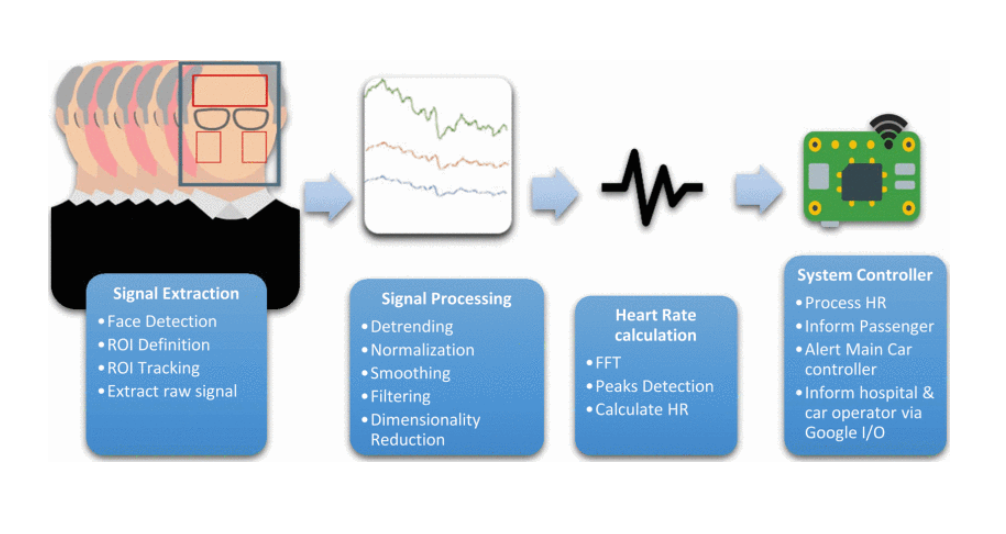 Signal Extraction
•Face Detection
•ROI Definition
•ROI Tracking
•Extract raw signal
Signal Processing
•Detrending
•Normalization
•Smoothing
•Filtering
•Dimensionality
Reduction
Heart Rate
calculation
•FFT
•Peaks Detection
•Calculate HR
System Controller
•Process HR
•Inform Passenger
•Alert Main Car
controller
•Inform hospital &
car operator via
Google I/O